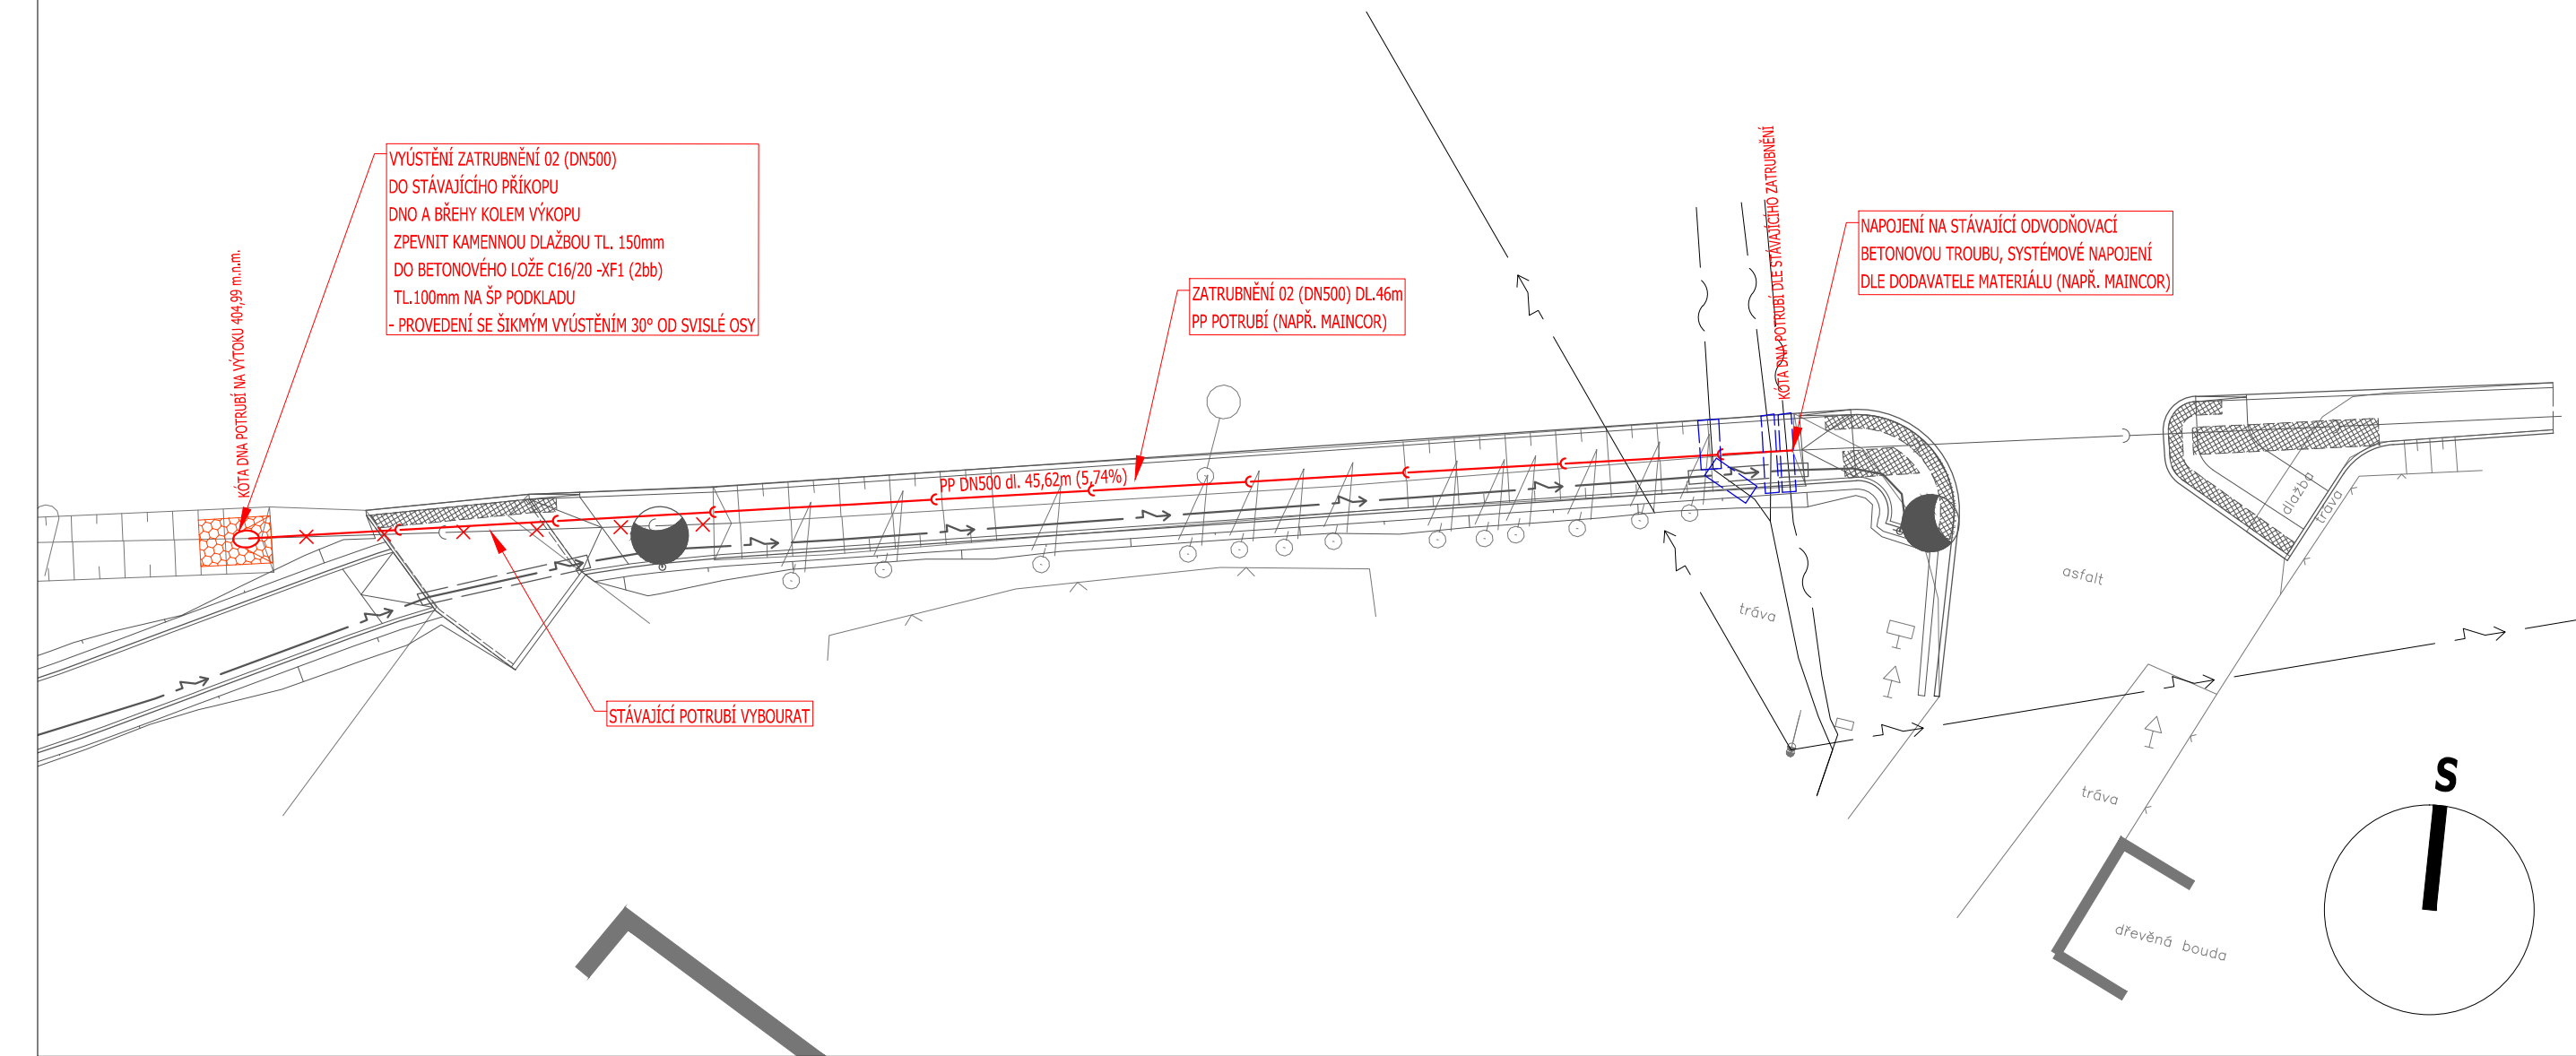 VYÚSTĚNÍ ZATRUBNĚNÍ 02 (DN500)
DO STÁVAJÍCÍHO PŘÍKOPU
DNO A BŘEHY KOLEM VÝKOPU
ZPEVNIT KAMENNOU DLAŽBOU TL. 150mm
DO BETONOVÉHO LOŽE C16/20 -XF1 (2bb)
TL.100mm NA ŠP PODKLADU
- PROVEDENÍ SE ŠIKMÝM VYÚSTĚNÍM 30° OD SVISLÉ OSY
KÓTA DNA POTRUBÍ NA VÝTOKU 404,99 m.n.m.
ZATRUBNĚNÍ 02 (DN500) DL.46m
PP POTRUBÍ (NAPŘ. MAINCOR)
KÓTA DNA POTRUBÍ DLE STÁVAJÍCÍHO ZATRUBNĚNÍ
NAPOJENÍ NA STÁVAJÍCÍ ODVODŇOVACÍ
BETONOVOU TROUBU, SYSTÉMOVÉ NAPOJENÍ
DLE DODAVATELE MATERIÁLU (NAPŘ. MAINCOR)
PP DN500 dl. 45,62m (5,74%)
STÁVAJÍCÍ POTRUBÍ VYBOURAT
dlažba
tráva
asfalt
tráva
tráva
dřevěná bouda
S